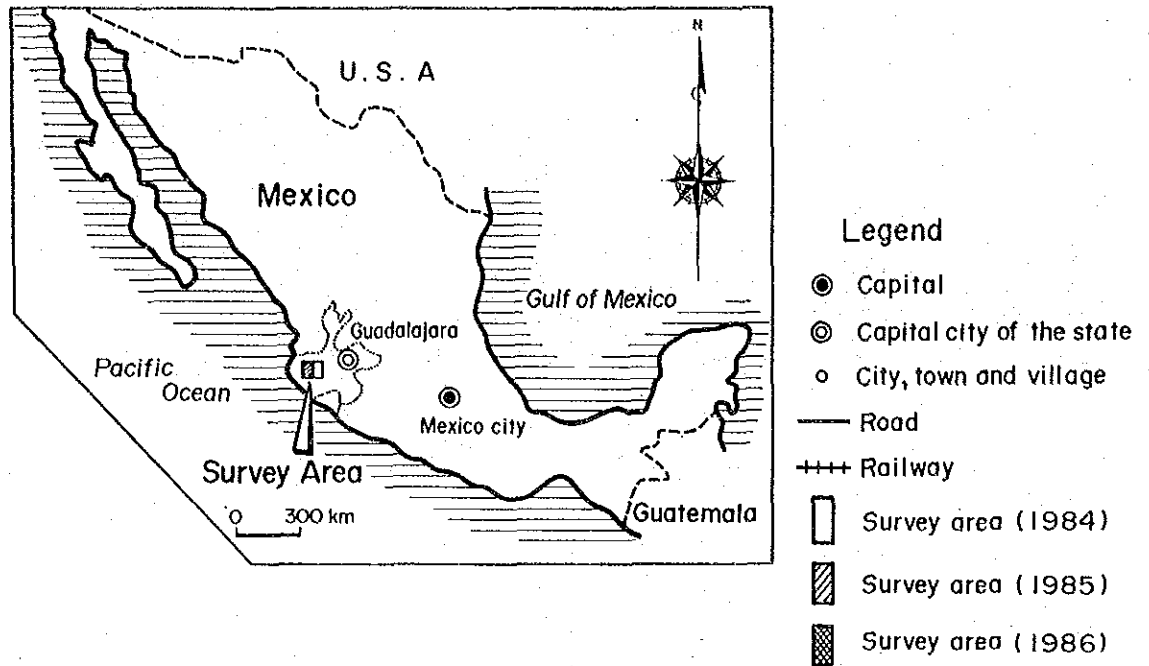 N
U.S.A
Mexico
Gulf of Mexico
Guadalajara
Pacific
Ocean
Mexico city
Survey Area
0 300 km
Guatemala
Legend
Capital
Capital city of the state
City, town and village
Road
Railway
Survey area (1984)
Survey area (1985)
Survey area (1986)